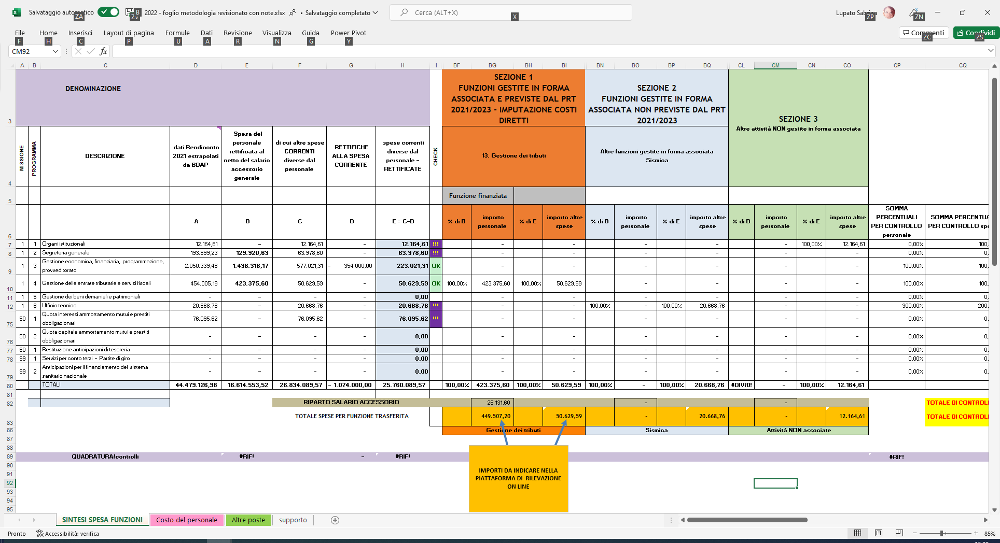 Salvataggio automatico
2022 - foglio metodologia revisionato con note.xlsx • Salvataggio completato
Cerca (ALT+X)
Lupato Sabrina
ZA B ZV X ZP ZN
File Home Inserisci Layout di pagina Formule Dati Revisione Visualizza Guida Power Pivot Commenti Condividi
F H C P U A R N G Y ZC ZS
CM92 fx
A B C D E F G H I BF BG BH BI BN BO BP BQ CL CM CN CO CP CQ
DENOMINAZIONE
SEZIONE 1
FUNZIONI GESTITE IN FORMA
ASSOCIATA E PREVISTE DAL PRT
2021/2023 - IMPUTAZIONE COSTI
DIRETTI
SEZIONE 2
FUNZIONI GESTITE IN FORMA
ASSOCIATA NON PREVISTE DAL PRT
2021/2023
SEZIONE 3
Altre attività NON gestite in forma associata
3
MISSIONE
PROGRAMMA
DESCRIZIONE
dati Rendiconto
2021 estrapolati
da BDAP
Spesa del
personale
rettificata al
netto del salario
accessorio
generale
di cui altre spese
CORRENTI
diverse dal
personale
RETTIFICHE
ALLA SPESA
CORRENTE
spese correnti
diverse dal
personale -
RETTIFICATE
CHECK
13. Gestione dei tributi
Altre funzioni gestite in forma associata
Sismica
4
5 Funzione finanziata
6 A B C D E = C-D
% di B
importo
personale
% di E
importo altre
spese
% di B
importo
personale
% di E
importo altre
spese
% di B
importo
personale
% di E
importo altre
spese
SOMMA
PERCENTUALI
PER CONTROLLO
personale
SOMMA PERCENTUA
PER CONTROLLO spe
7 1 1 Organi istituzionali 12.164,61 - 12.164,61 - 12.164,61 !!! - - - - - 100,00% 12.164,61 0,00% 100,
8 1 2 Segreteria generale 193.899,23 129.920,63 63.978,60 - 63.978,60 !!! - - - - - - 0,00% 0,
9 1 3 Gestione economica, finanziaria, programmazione,
provveditorato 2.050.339,48 1.438.318,17 577.021,31 - 354.000,00 223.021,31 OK - - - - - - 100,00% 100,
10 1 4 Gestione delle entrate tributarie e servizi fiscali 454.005,19 423.375,60 50.629,59 - 50.629,59 OK 100,00% 423.375,60 100,00% 50.629,59 - - - - 100,00% 100,
11 1 5 Gestione dei beni demaniali e patrimoniali - - - - 0,00 - - - - - - 0,00% 0,
12 1 6 Ufficio tecnico 20.668,76 - 20.668,76 - 20.668,76 !!! - - 100,00% - 100,00% 20.668,76 - - 300,00% 200,
75 50 1 Quota interessi ammortamento mutui e prestiti
obbligazionari 76.095,62 - 76.095,62 - 76.095,62 !!! - - - - - - 0,00% 0,
76 50 2 Quota capitale ammortamento mutui e prestiti
obbligazionari - - - - 0,00 - - - - - - 0,00% 0,
77 60 1 Restituzione anticipazioni di tesoreria - - - - 0,00 - - - - - - 0,00% 0,
78 99 1 Servizi per conto terzi - Partite di giro - - - - 0,00 - - - - - - 0,00% 0,
79 99 2 Anticipazioni per il finanziamento del sistema
sanitario nazionale - - - - 0,00 - - - - - - 0,00% 0,
80 TOTALI 44.479.126,98 16.614.553,52 26.834.089,57 - 1.074.000,00 25.760.089,57 100,00% 423.375,60 100,00% 50.629,59 100,00% - 100,00% 20.668,76 #DIV/0! - 100,00% 12.164,61
81
82 RIPARTO SALARIO ACCESSORIO 26.131,60 - - TOTALE DI CONTROLL
83 TOTALE SPESE PER FUNZIONE TRASFERITA 449.507,20 50.629,59 - 20.668,76 - 12.164,61 TOTALE DI CONTROLL
86 Gestione dei tributi Sismica Attività NON associate
87
88
89 QUADRATURA/controlli #RIF! - #RIF! #RIF!
90
91
92
93
94
95
IMPORTI DA INDICARE NELLA
PIATTAFORMA DI RILEVAZIONE
ON LINE
SINTESI SPESA FUNZIONI Costo del personale Altre poste supporto
Pronto Accessibilità: verifica 85%